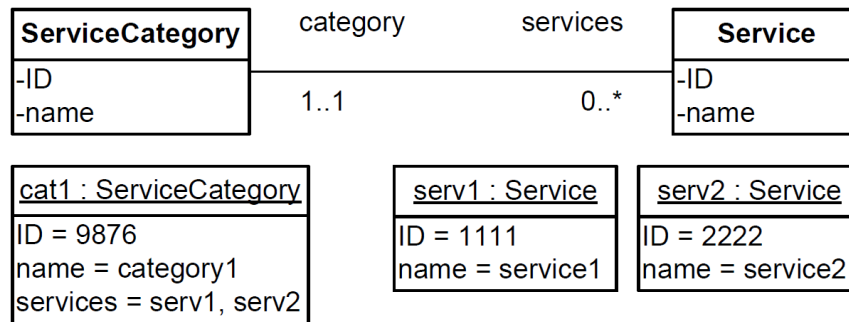 ServiceCategory
-ID
-name
category
services
1..1
0..*
Service
-ID
-name
cat1 : ServiceCategory
ID = 9876
name = category1
services = serv1, serv2
serv1 : Service
ID = 1111
name = service1
serv2 : Service
ID = 2222
name = service2